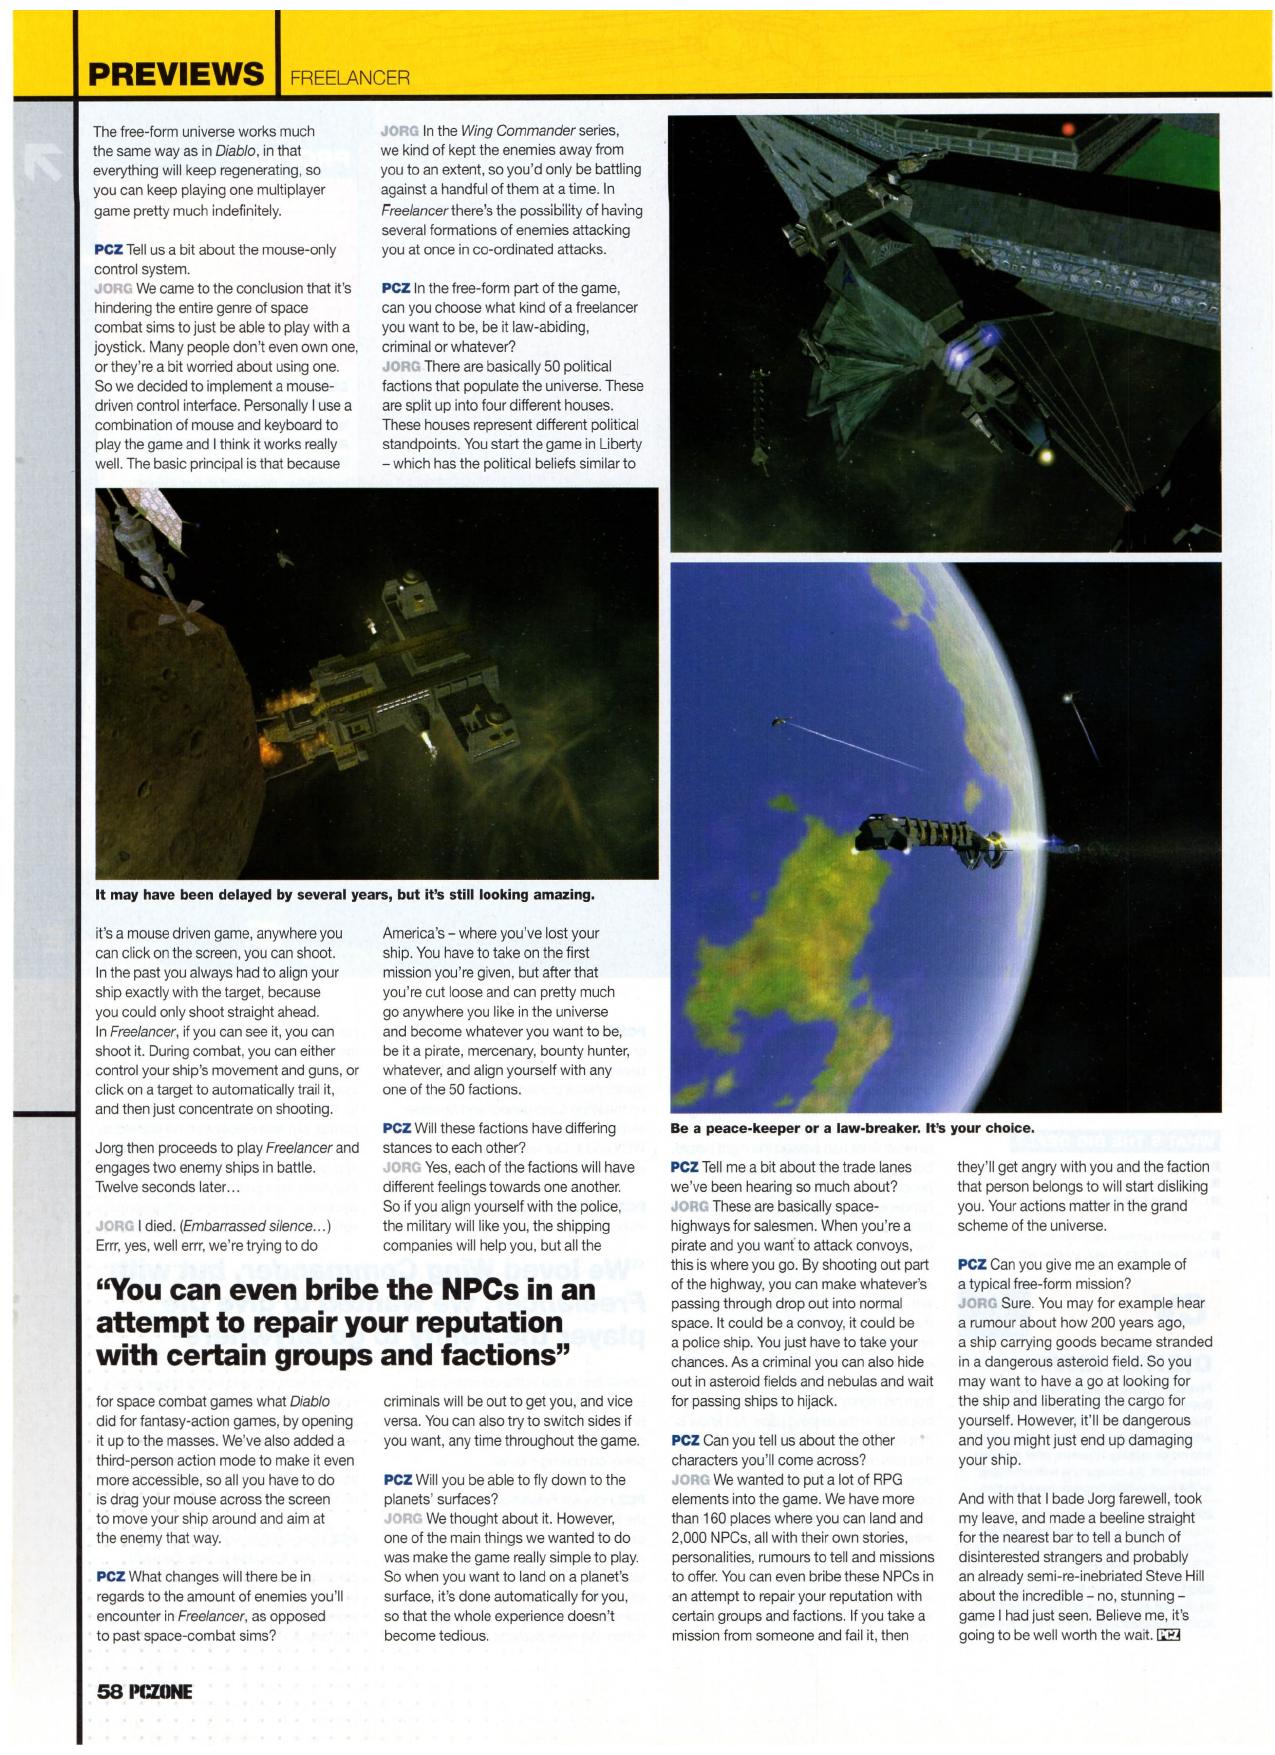 PREVIEWS
FREELANCER
The free-form universe works much
the same way as in Diablo, in that
everything will keep regenerating, so
you can keep playing one multiplayer
game pretty much indefinitely.
PCZ Tell us a bit about the mouse-only
control system.
JORG We came to the conclusion that it's
hindering the entire genre of space
combat sims to just be able to play with a
joystick. Many people don't even own one,
or they're a bit worried about using one.
So we decided to implement a mouse-
driven control interface. Personally I use a
combination of mouse and keyboard to
play the game and I think it works really
well. The basic principal is that because
it's a mouse driven game, anywhere you
can click on the screen, you can shoot.
In the past you always had to align your
ship exactly with the target, because
you could only shoot straight ahead.
In Freelancer, if you can see it, you can
shoot it. During combat, you can either
control your ship's movement and guns, or
click on a target to automatically trail it,
and then just concentrate on shooting.
Jorg then proceeds to play Freelancer and
engages two enemy ships in battle.
Twelve seconds later…
JORG I died. (Embarrassed silence...)
Errr, yes, well errr, we're trying to do
for space combat games what Diablo
did for fantasy-action games, by opening
it up to the masses. We've also added a
third-person action mode to make it even
more accessible, so all you have to do
is drag your mouse across the screen
to move your ship around and aim at
the enemy that way.
PCZ What changes will there be in
regards to the amount of enemies you'll
encounter in Freelancer, as opposed
to past space-combat sims?
JORG In the Wing Commander series,
we kind of kept the enemies away from
you to an extent, so you'd only be battling
against a handful of them at a time. In
Freelancer there's the possibility of having
several formations of enemies attacking
you at once in co-ordinated attacks.
PCZ In the free-form part of the game,
can you choose what kind of a freelancer
you want to be, be it law-abiding,
criminal or whatever?
JORG There are basically 50 political
factions that populate the universe. These
are split up into four different houses.
These houses represent different political
standpoints. You start the game in Liberty
– which has the political beliefs similar to
America's – where you've lost your
ship. You have to take on the first
mission you're given, but after that
you're cut loose and can pretty much
go anywhere you like in the universe
and become whatever you want to be,
be it a pirate, mercenary, bounty hunter,
whatever, and align yourself with any
one of the 50 factions.
PCZ Will these factions have differing
stances to each other?
JORG Yes, each of the factions will have
different feelings towards one another.
So if you align yourself with the police,
the military will like you, the shipping
companies will help you, but all the
criminals will be out to get you, and vice
versa. You can also try to switch sides if
you want, any time throughout the game.
PCZ Will you be able to fly down to the
planets' surfaces?
JORG We thought about it. However,
one of the main things we wanted to do
was make the game really simple to play.
So when you want to land on a planet's
surface, it's done automatically for you,
so that the whole experience doesn't
become tedious.
It may have been delayed by several years, but it's still looking amazing.
"You can even bribe the NPCs in an
attempt to repair your reputation
with certain groups and factions"
Be a peace-keeper or a law-breaker. It's your choice.
PCZ Tell me a bit about the trade lanes
we've been hearing so much about?
JORG These are basically space-
highways for salesmen. When you're a
pirate and you want to attack convoys,
this is where you go. By shooting out part
of the highway, you can make whatever's
passing through drop out into normal
space. It could be a convoy, it could be
a police ship. You just have to take your
chances. As a criminal you can also hide
out in asteroid fields and nebulas and wait
for passing ships to hijack.
PCZ Can you tell us about the other
characters you'll come across?
JORG We wanted to put a lot of RPG
elements into the game. We have more
than 160 places where you can land and
2,000 NPCs, all with their own stories,
personalities, rumours to tell and missions
to offer. You can even bribe these NPCs in
an attempt to repair your reputation with
certain groups and factions. If you take a
mission from someone and fail it, then
they'll get angry with you and the faction
that person belongs to will start disliking
you. Your actions matter in the grand
scheme of the universe.
PCZ Can you give me an example of
a typical free-form mission?
JORG Sure. You may for example hear
a rumour about how 200 years ago,
a ship carrying goods became stranded
in a dangerous asteroid field. So you
may want to have a go at looking for
the ship and liberating the cargo for
yourself. However, it'll be dangerous
and you might just end up damaging
your ship.
And with that I bade Jorg farewell, took
my leave, and made a beeline straight
for the nearest bar to tell a bunch of
disinterested strangers and probably
an already semi-re-inebriated Steve Hill
about the incredible – no, stunning –
game I had just seen. Believe me, it's
going to be well worth the wait. PCZ
58 PCZONE